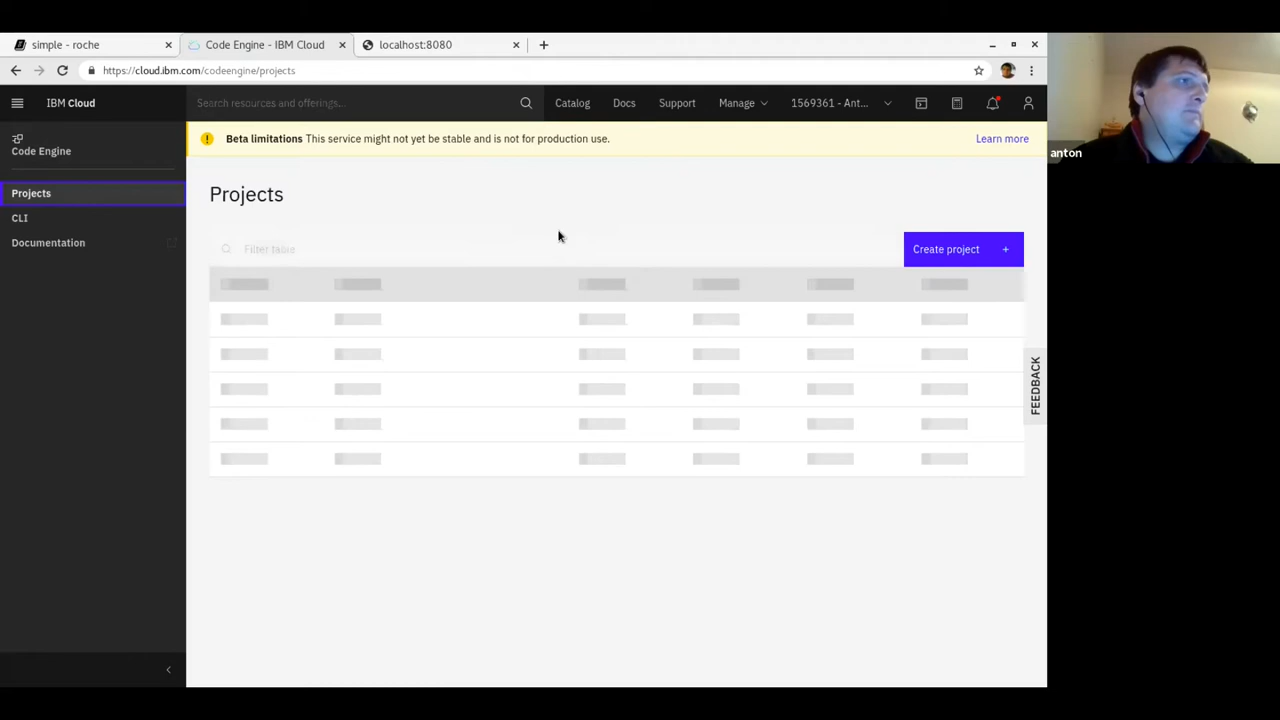 simple - roche
Code Engine - IBM Cloud
localhost:8080
https://cloud.ibm.com/codeengine/projects
IBM Cloud
Search resources and offerings...
Catalog
Docs
Support
Manage
1569361 - Ant...
Code Engine
Beta limitations This service might not yet be stable and is not for production use.
Learn more
anton
Projects
CLI
Documentation
Projects
Filter table
Create project +
FEEDBACK